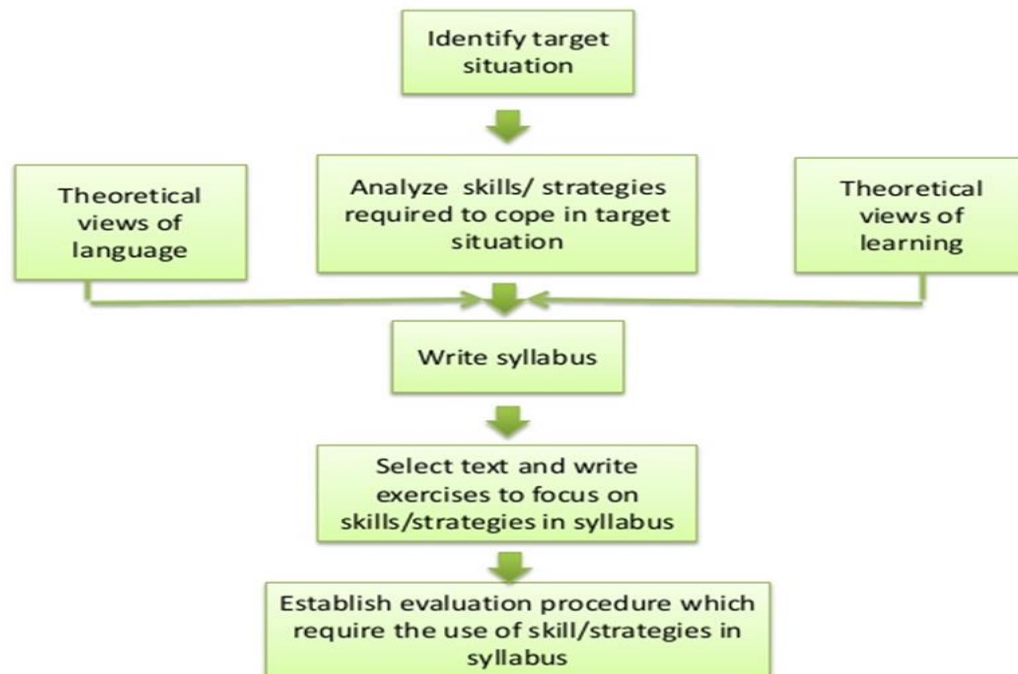 Identify target
situation
Theoretical
views of
language
Analyze skills/ strategies
required to cope in target
situation
Theoretical
views of
learning
Write syllabus
Select text and write
exercises to focus on
skills/strategies in syllabus
Establish evaluation procedure which
require the use of skill/strategies in
syllabus